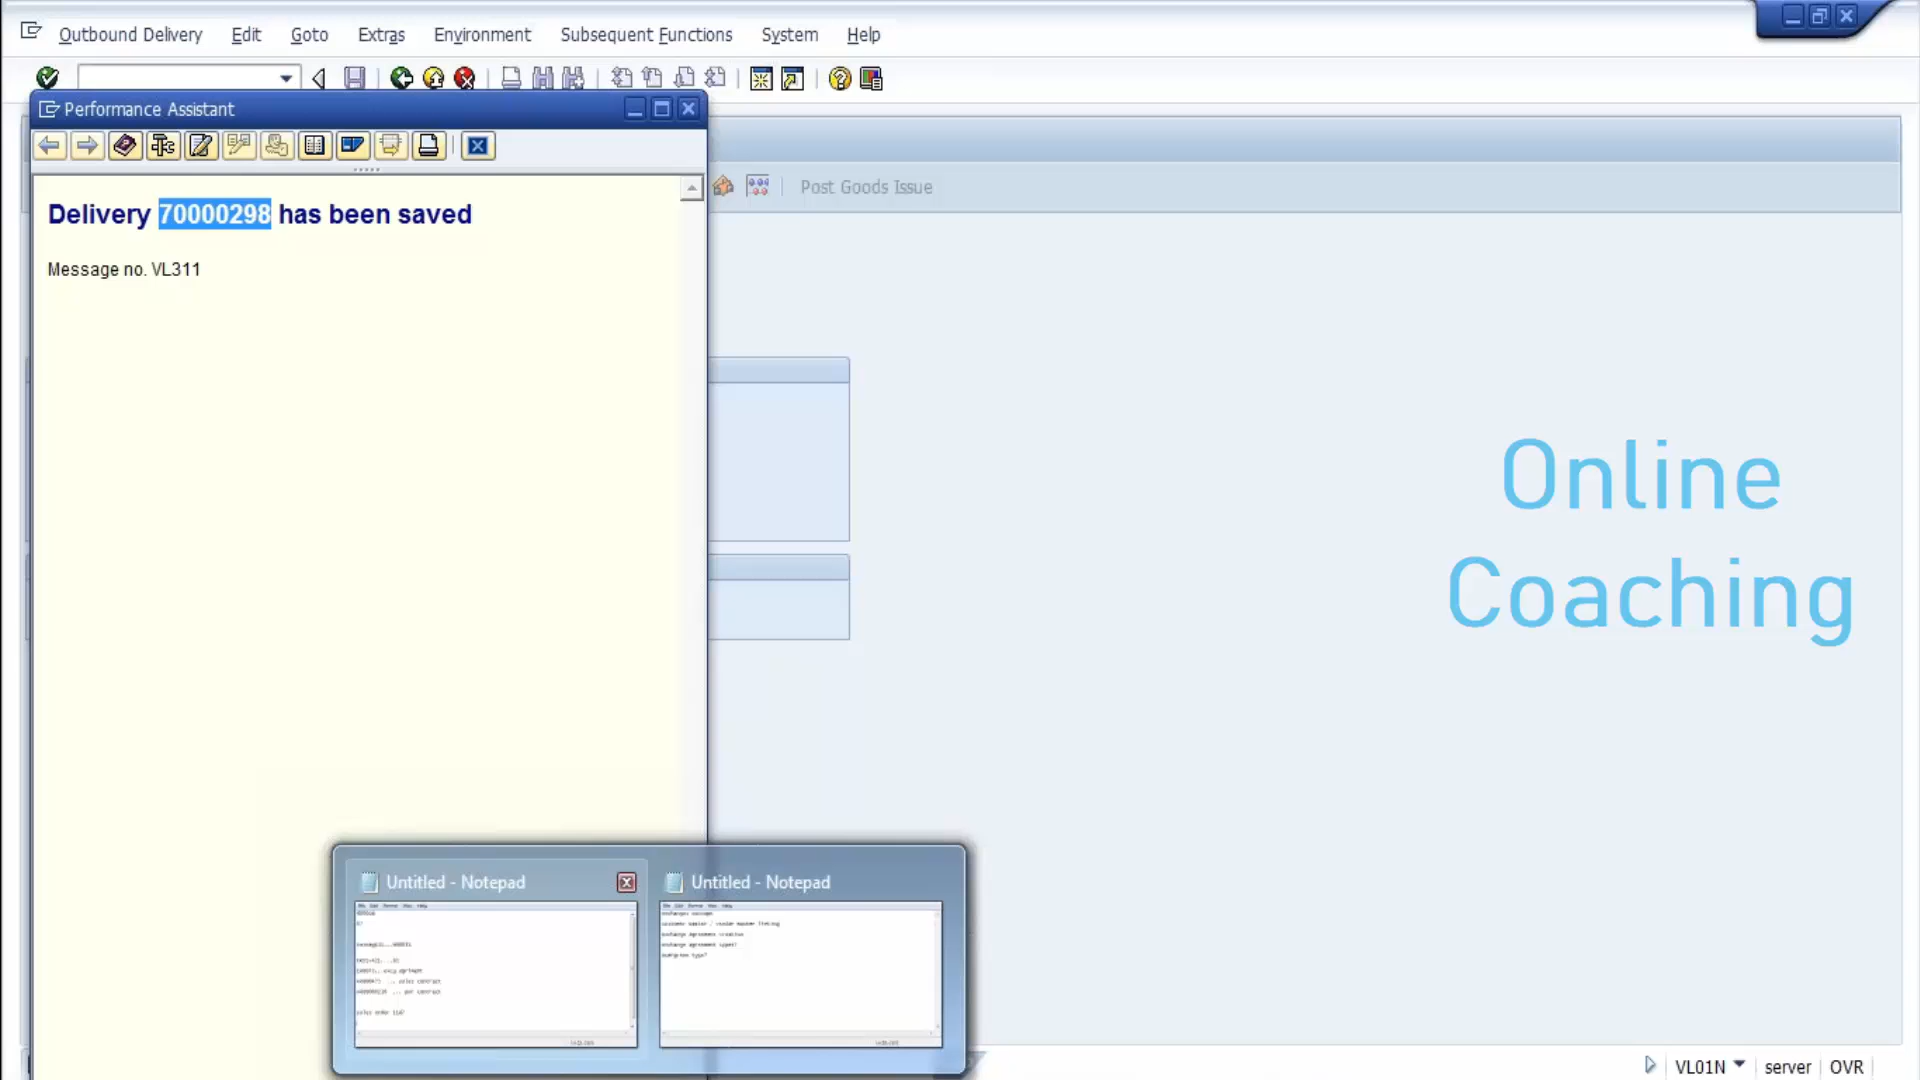 Outbound Delivery Edit Goto Extras Environment Subsequent Functions System Help
Performance Assistant
Post Goods Issue
Delivery 70000298 has been saved
Message no. VL311
Online
Coaching
Untitled - Notepad
Untitled - Notepad
VL01N server OVR